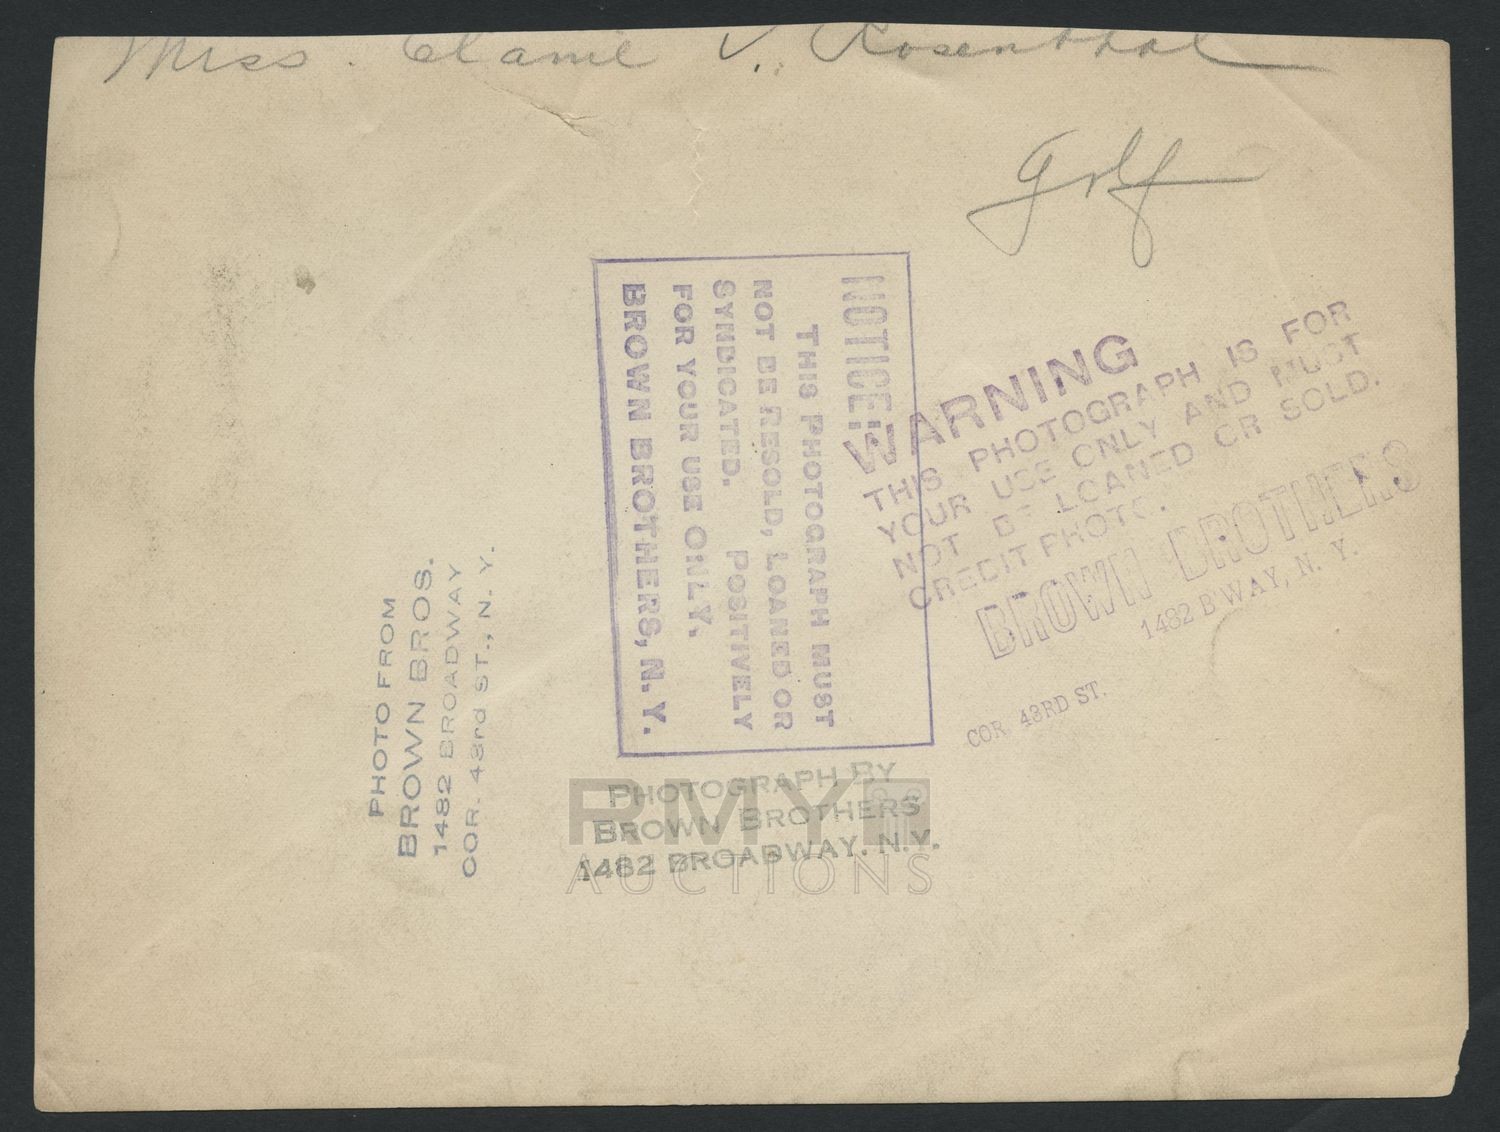 Miss. Elanie V. Rosenthal
Golf
NOTICE!!
THIS PHOTOGRAPH MUST
NOT BE RESOLD, LOANED OR
SYNDICATED. POSITIVELY
FOR YOUR USE ONLY.
BROWN BROTHERS, N. Y.
WARNING
THIS PHOTOGRAPH IS FOR
YOUR USE ONLY AND MUST
NOT BE LOANED OR SOLD.
CREDIT PHOTO.
BROWN BROTHERS
1482 B'WAY, N. Y.
COR. 43RD ST.
PHOTO FROM
BROWN BROS.
1482 BROADWAY
COR. 43rd ST., N. Y.
PHOTOGRAPH BY
BROWN BROTHERS
1482 BROADWAY. N.Y.
RMY
AUCTIONS